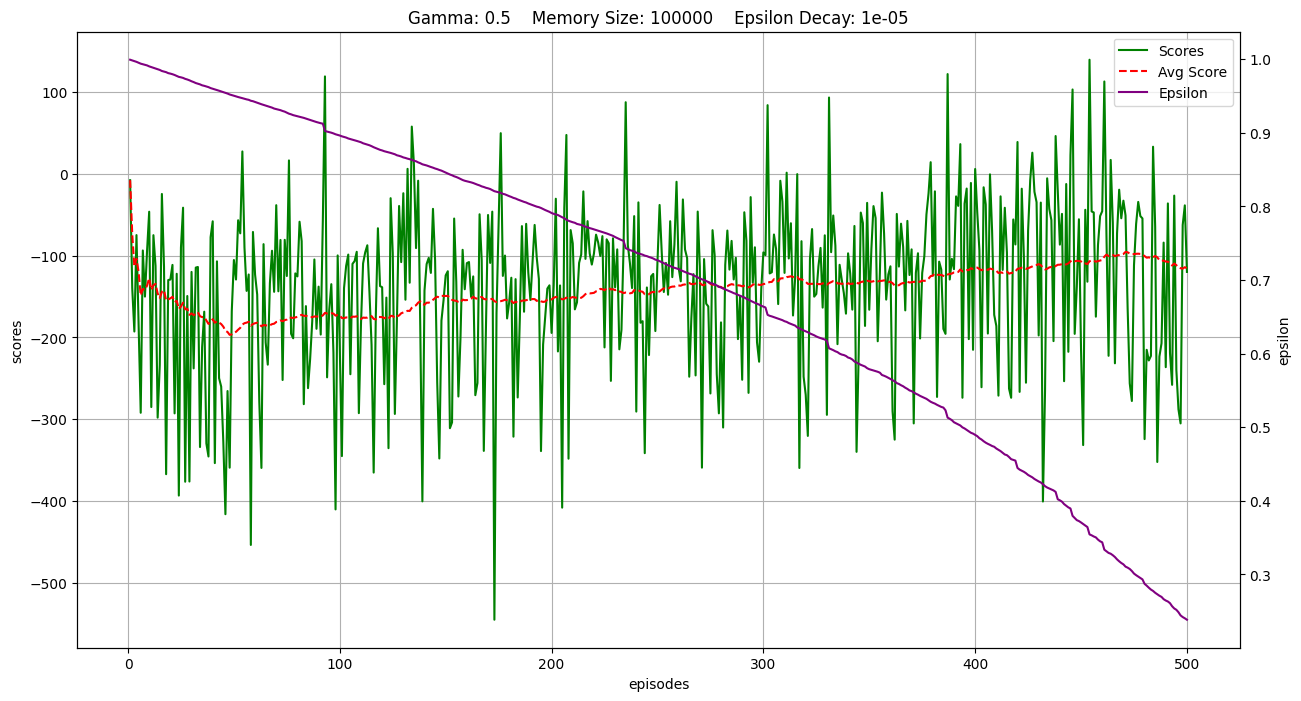 Gamma: 0.5    Memory Size: 100000    Epsilon Decay: 1e-05
Scores
Avg Score
Epsilon
100
0
−100
−200
−300
−400
−500
scores
1.0
0.9
0.8
0.7
0.6
0.5
0.4
0.3
epsilon
0 100 200 300 400 500
episodes